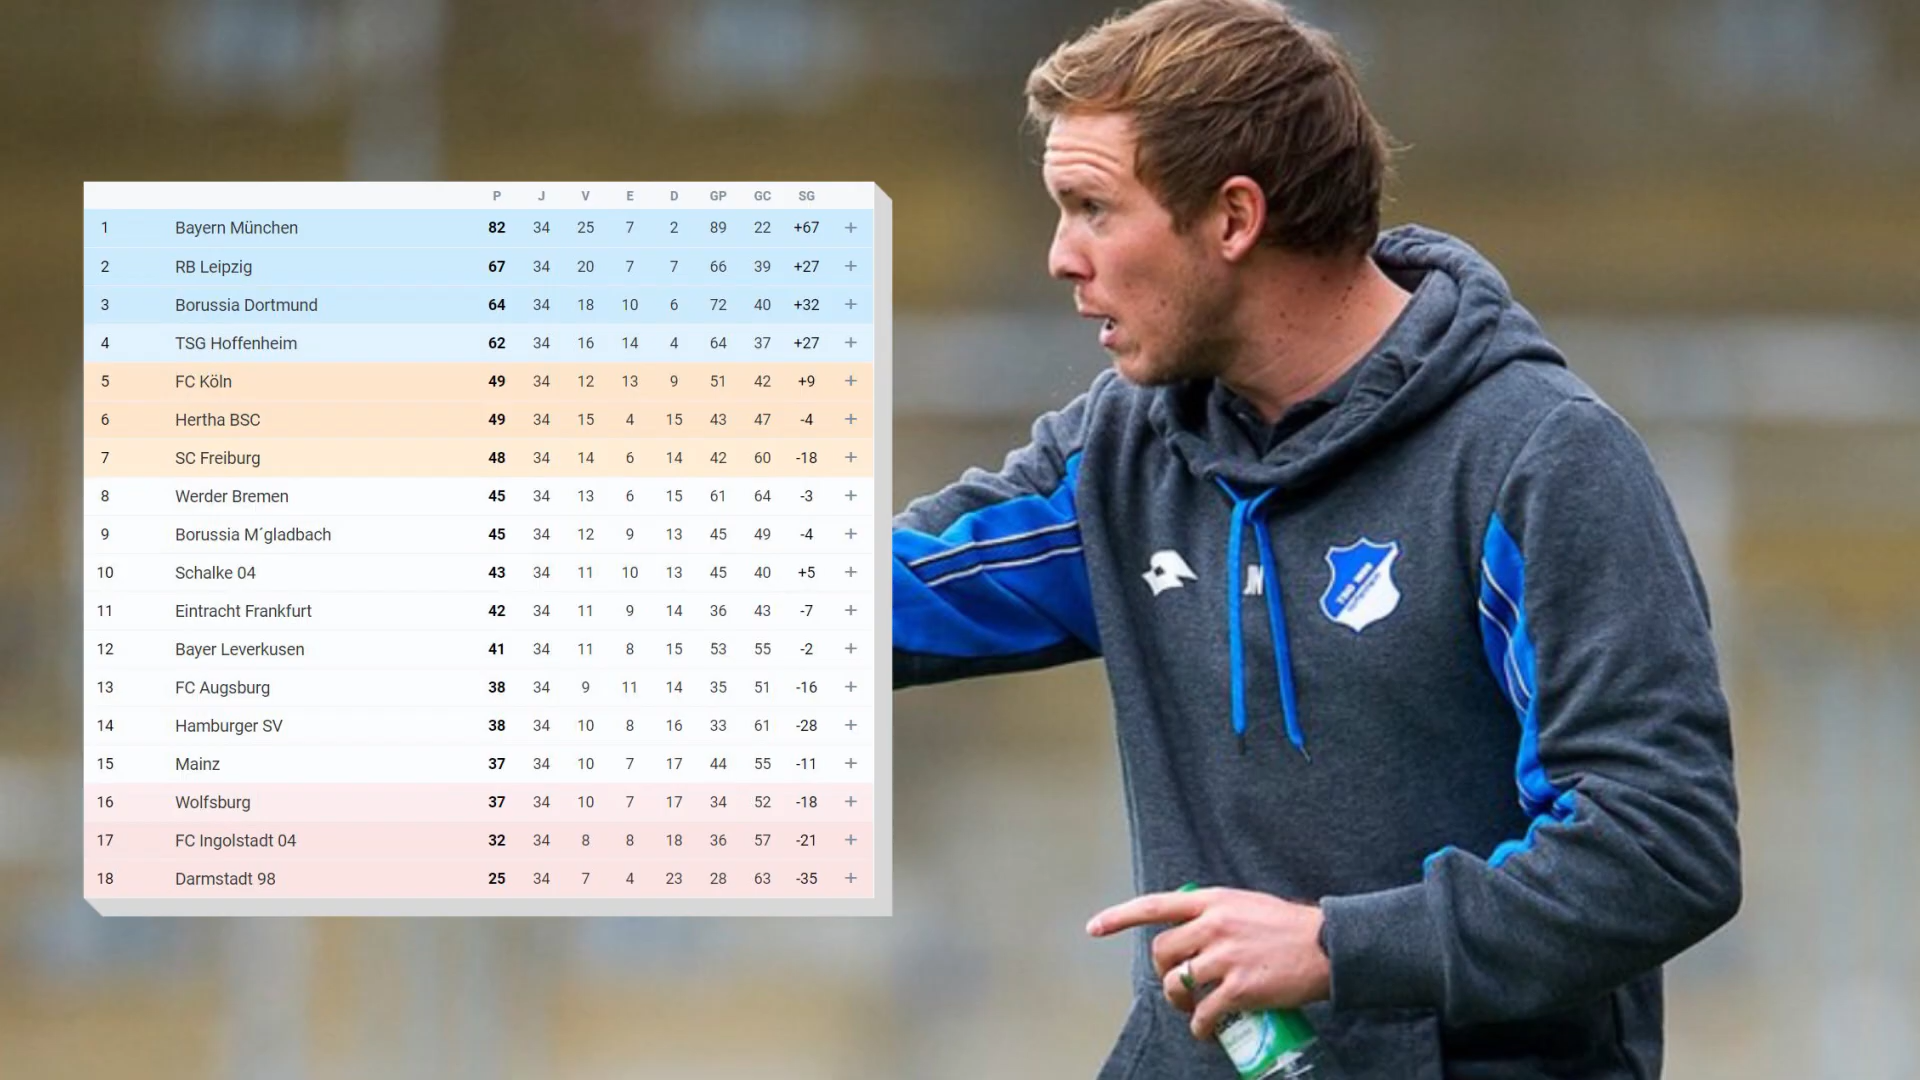 P J V E D GP GC SG
1 Bayern München 82 34 25 7 2 89 22 +67 +
2 RB Leipzig 67 34 20 7 7 66 39 +27 +
3 Borussia Dortmund 64 34 18 10 6 72 40 +32 +
4 TSG Hoffenheim 62 34 16 14 4 64 37 +27 +
5 FC Köln 49 34 12 13 9 51 42 +9 +
6 Hertha BSC 49 34 15 4 15 43 47 -4 +
7 SC Freiburg 48 34 14 6 14 42 60 -18 +
8 Werder Bremen 45 34 13 6 15 61 64 -3 +
9 Borussia M´gladbach 45 34 12 9 13 45 49 -4 +
10 Schalke 04 43 34 11 10 13 45 40 +5 +
11 Eintracht Frankfurt 42 34 11 9 14 36 43 -7 +
12 Bayer Leverkusen 41 34 11 8 15 53 55 -2 +
13 FC Augsburg 38 34 9 11 14 35 51 -16 +
14 Hamburger SV 38 34 10 8 16 33 61 -28 +
15 Mainz 37 34 10 7 17 44 55 -11 +
16 Wolfsburg 37 34 10 7 17 34 52 -18 +
17 FC Ingolstadt 04 32 34 8 8 18 36 57 -21 +
18 Darmstadt 98 25 34 7 4 23 28 63 -35 +
JN